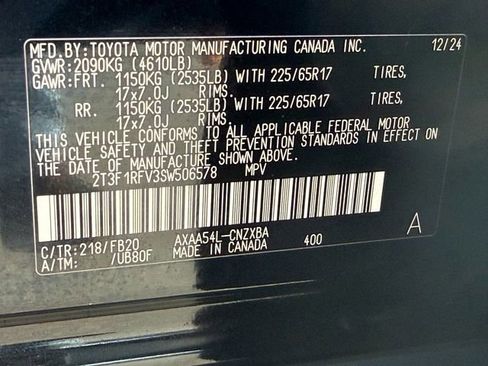 MFD.BY:TOYOTA MOTOR MANUFACTURING CANADA INC. 12/24
GVWR:2090KG (4610LB)
GAWR:FRT. 1150KG (2535LB) WITH 225/65R17 TIRES,
17x7.0J RIMS.
RR. 1150KG (2535LB) WITH 225/65R17 TIRES,
17x7.0J RIMS.
THIS VEHICLE CONFORMS TO ALL APPLICABLE FEDERAL MOTOR
VEHICLE SAFETY AND THEFT PREVENTION STANDARDS IN EFFECT ON
THE DATE OF MANUFACTURE SHOWN ABOVE.
2T3F1RFV3SW506578 MPV
A
C/TR:218/FB20 AXAA54L-CNZXBA 400
A/TM: /UB80F MADE IN CANADA